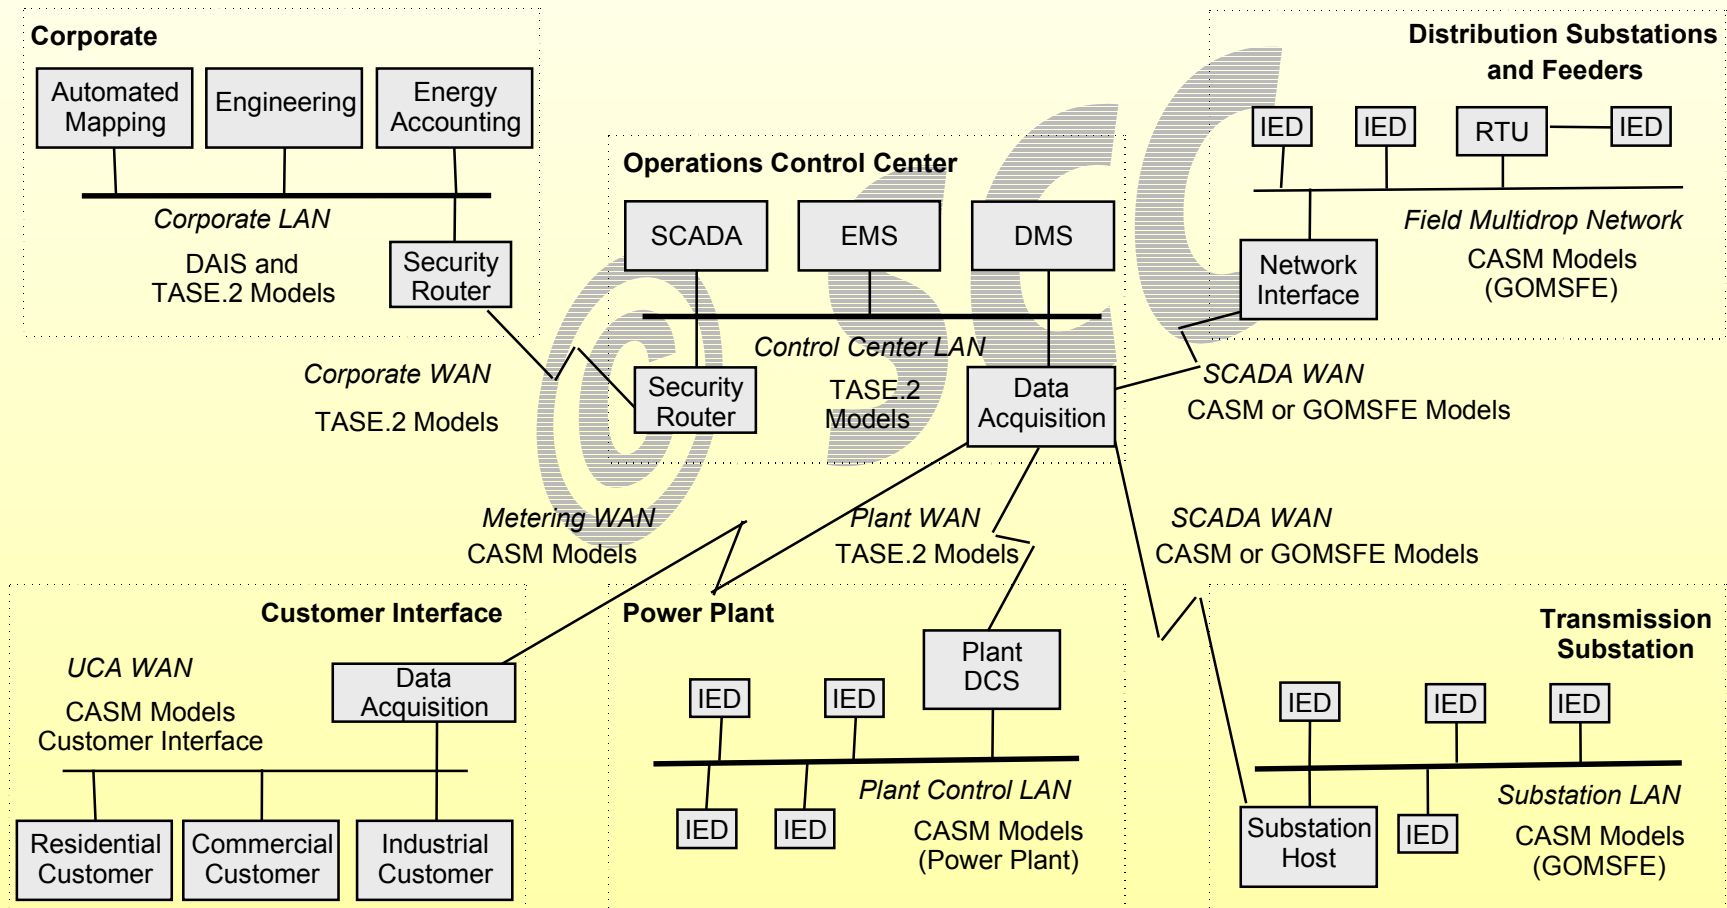 Corporate
Automated
Mapping
Engineering
Energy
Accounting
Corporate LAN
DAIS and
TASE.2 Models
Security
Router
Corporate WAN
TASE.2 Models
Operations Control Center
SCADA
EMS
DMS
Control Center LAN
Security
Router
TASE.2
Models
Data
Acquisition
Distribution Substations
and Feeders
IED
IED
RTU
IED
Field Multidrop Network
Network
Interface
CASM Models
(GOMSFE)
SCADA WAN
CASM or GOMSFE Models
© SCC
Metering WAN
CASM Models
Plant WAN
TASE.2 Models
SCADA WAN
CASM or GOMSFE Models
Customer Interface
UCA WAN
CASM Models
Customer Interface
Data
Acquisition
Residential
Customer
Commercial
Customer
Industrial
Customer
Power Plant
Plant
DCS
IED
IED
IED
IED
Plant Control LAN
CASM Models
(Power Plant)
Transmission
Substation
IED
IED
IED
Substation LAN
Substation
Host
IED
CASM Models
(GOMSFE)